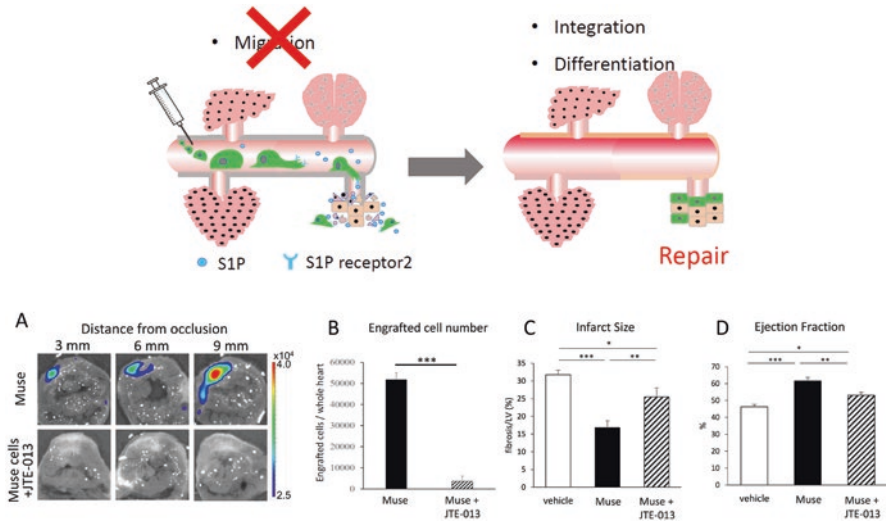 • Migration
• Integration
• Differentiation
S1P
S1P receptor2
Repair
A
Distance from occlusion
3 mm 6 mm 9 mm
Muse
Muse cells
+JTE-013
4.0
x10⁴
2.5
B
Engrafted cell number
Engrafted cells / whole heart
60000
50000
40000
30000
20000
10000
0
***
Muse
Muse +
JTE-013
C
Infarct Size
fibrosis/LV (%)
40
35
30
25
20
15
10
5
0
*
*** **
vehicle
Muse
Muse +
JTE-013
D
Ejection Fraction
%
80
70
60
50
40
30
20
10
0
*
*** **
vehicle
Muse
Muse +
JTE-013